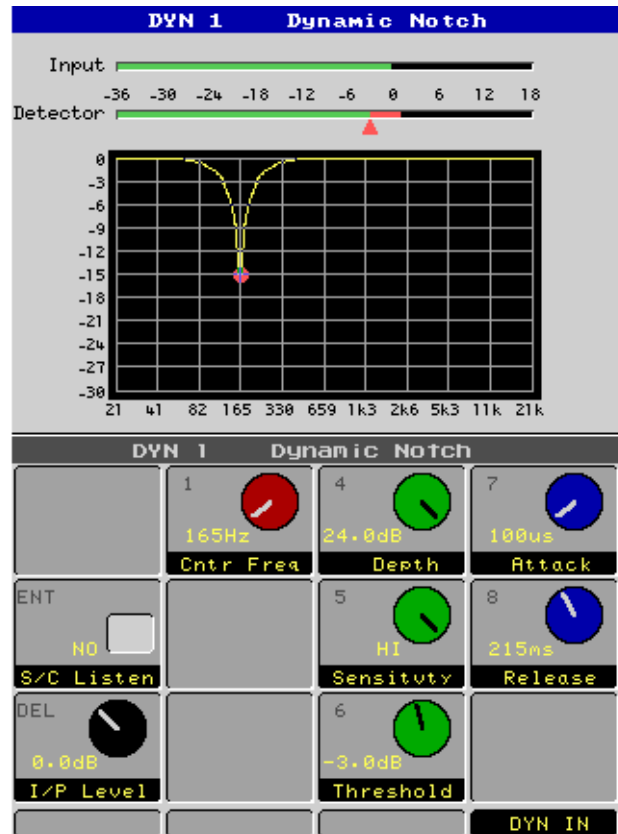 DYN 1 Dynamic Notch
Input
-36 -30 -24 -18 -12 -6 0 6 12 18
Detector
0
-3
-6
-9
-12
-15
-18
-21
-24
-27
-30
21 41 82 165 330 659 1k3 2k6 5k3 11k 21k
DYN 1 Dynamic Notch
1 4 7
165Hz 24.0dB 100us
Cntr Freq Depth Attack
ENT 5 8
NO HI 215ms
S/C Listen Sensitvty Release
DEL 6
0.0dB -3.0dB
I/P Level Threshold
DYN IN